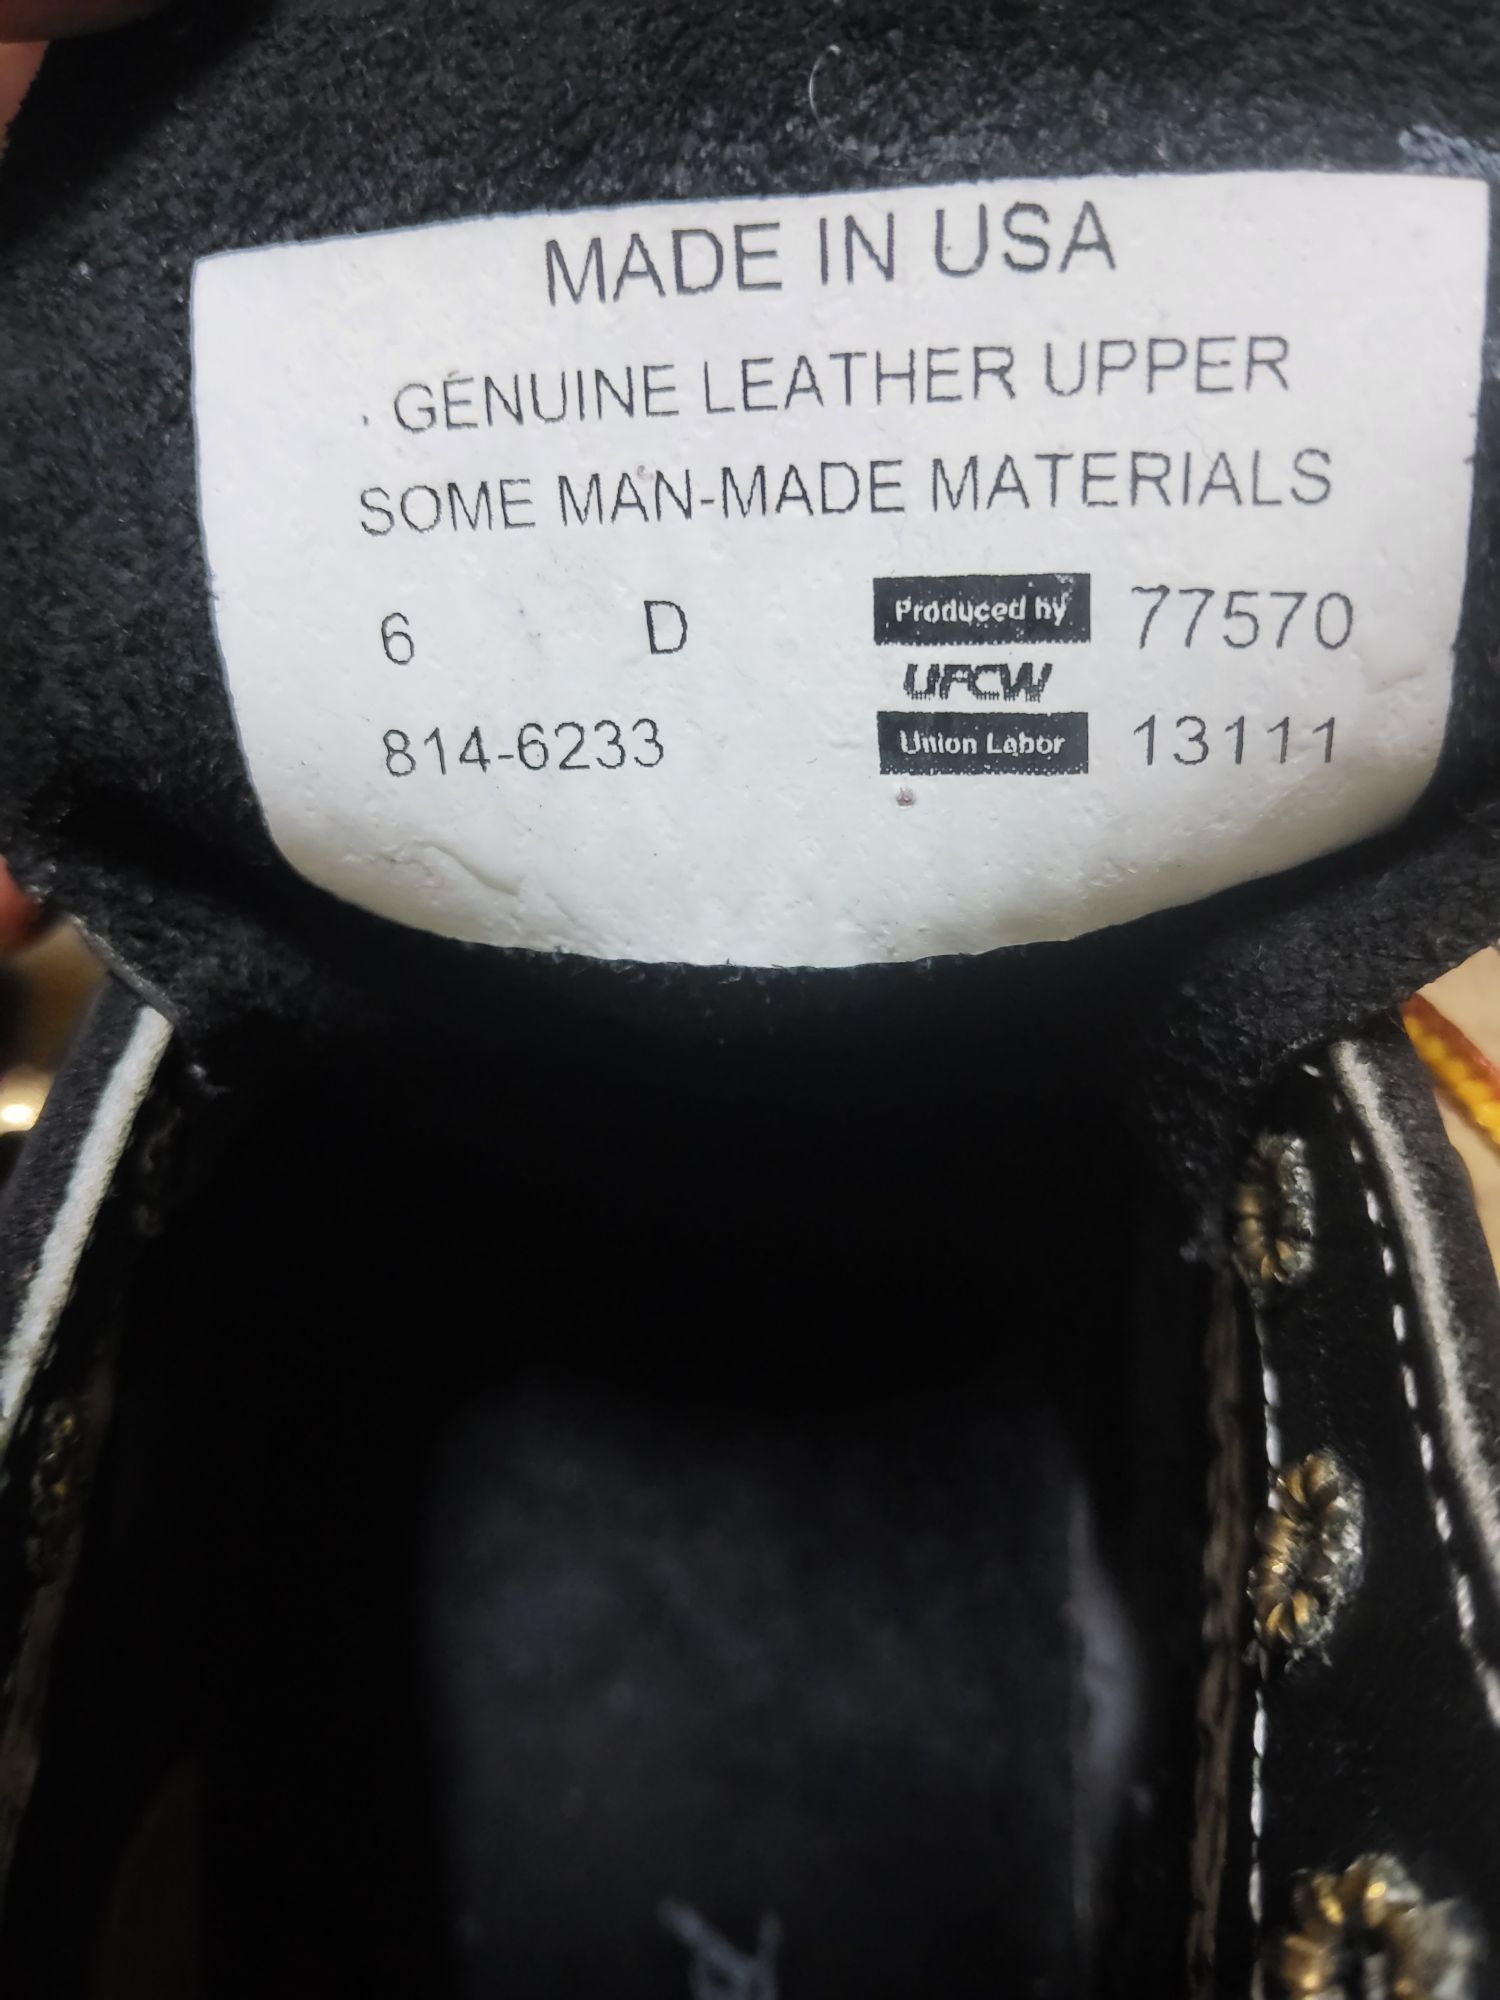 MADE IN USA
GENUINE LEATHER UPPER
SOME MAN-MADE MATERIALS
6 D Produced by 77570
UFCW
814-6233 Union Labor 13111